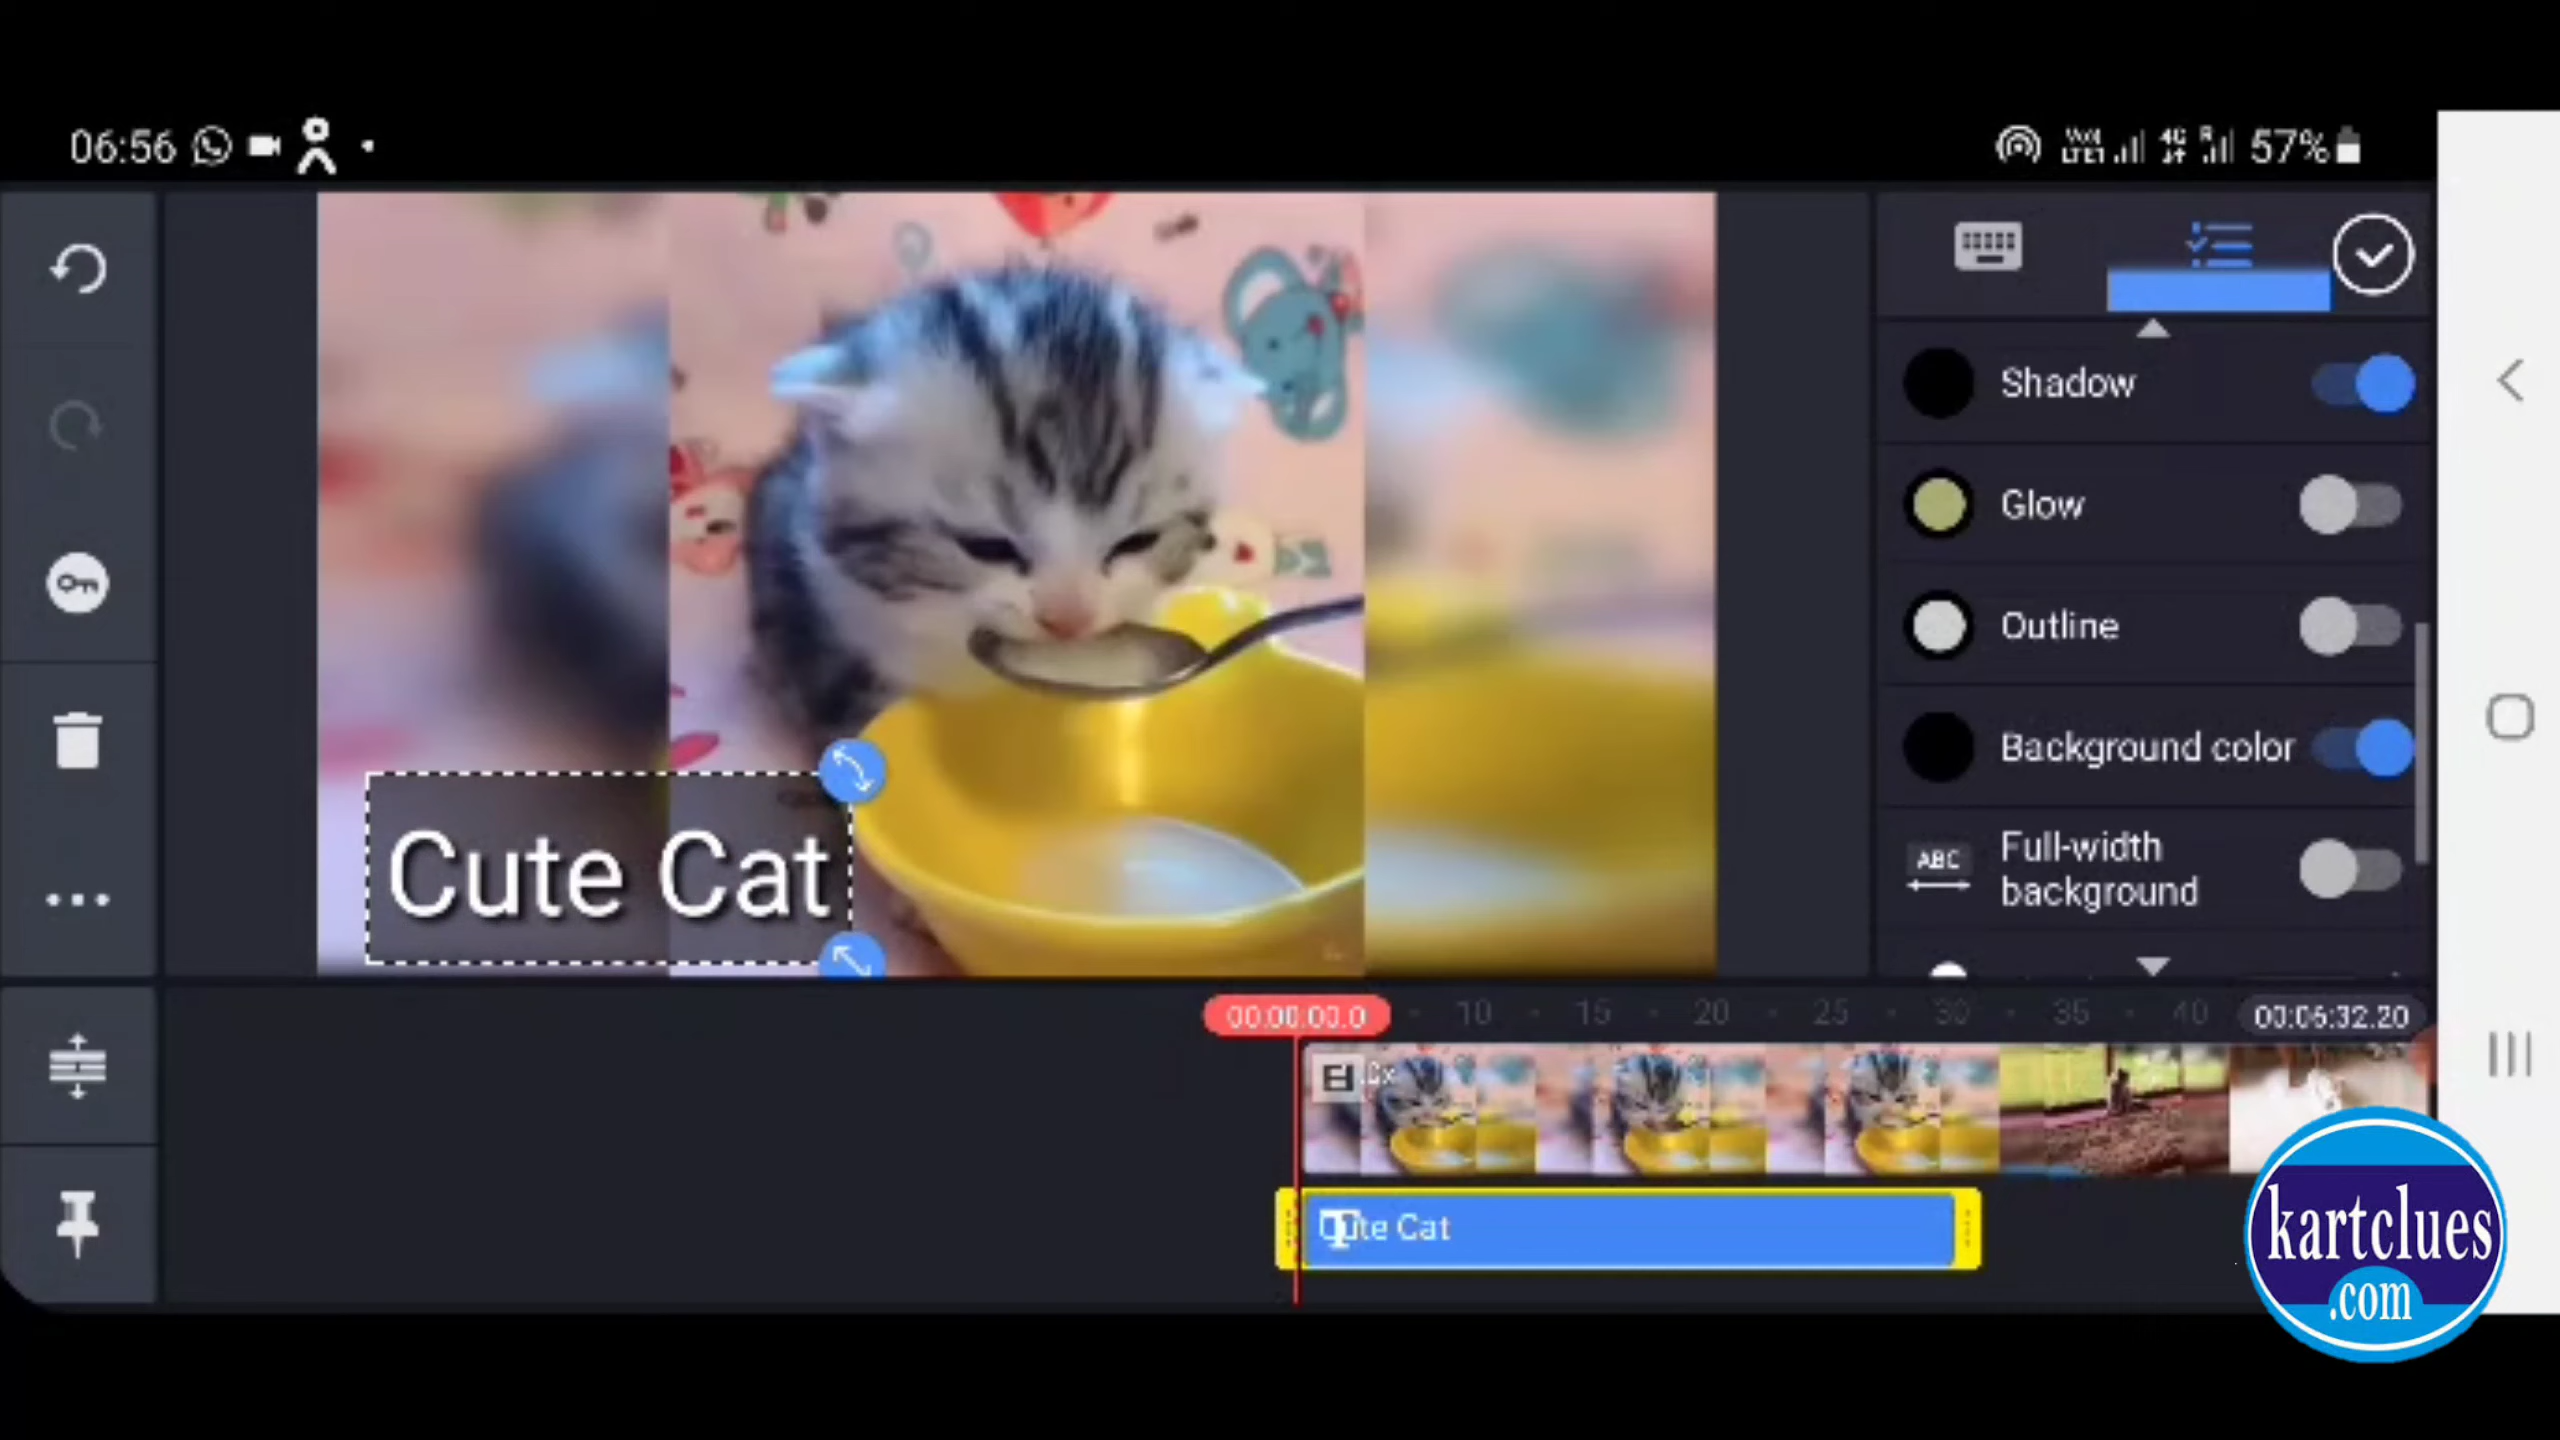 06:56
57%
Shadow
Glow
Outline
Background color
ABC
Full-width
background
Cute Cat
00:00:00.0
10
15
20
25
30
35
40
00:06:32.20
Cute Cat
kartclues
.com